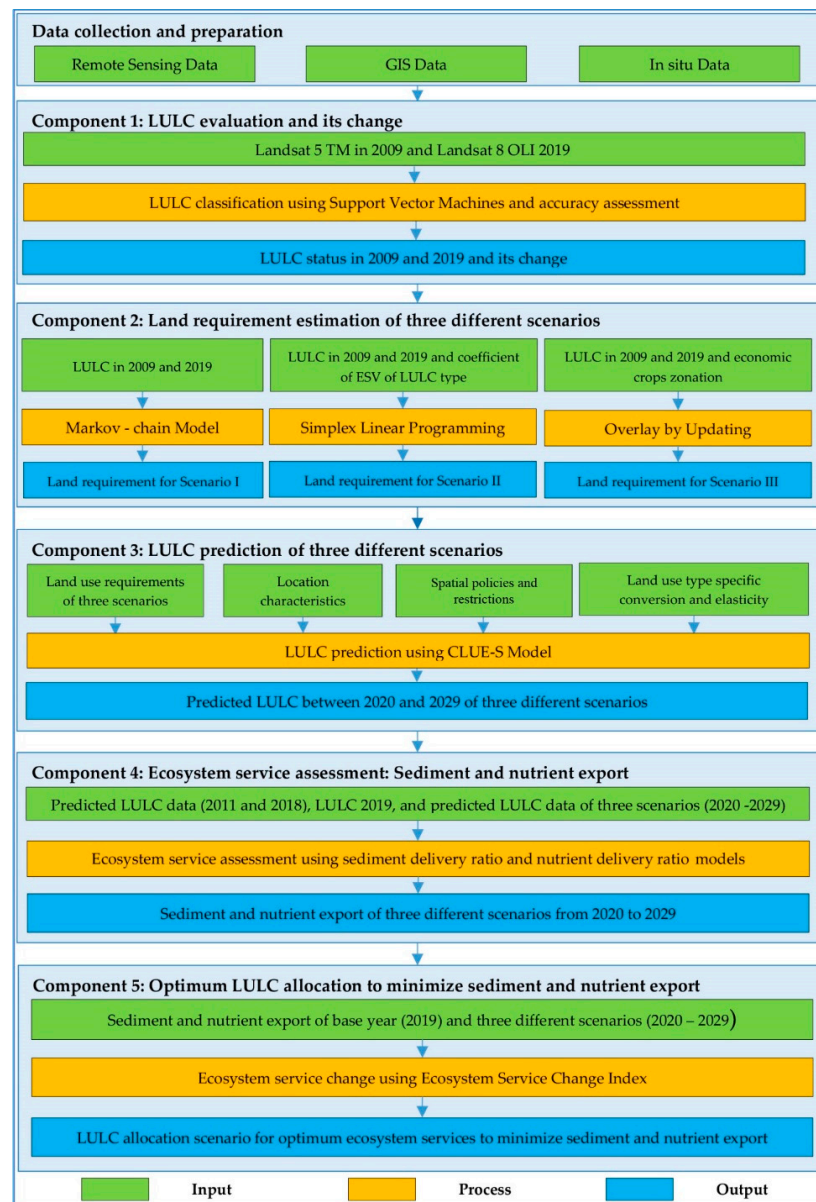 Data collection and preparation
Remote Sensing Data
GIS Data
In situ Data
Component 1: LULC evaluation and its change
Landsat 5 TM in 2009 and Landsat 8 OLI 2019
LULC classification using Support Vector Machines and accuracy assessment
LULC status in 2009 and 2019 and its change
Component 2: Land requirement estimation of three different scenarios
LULC in 2009 and 2019
LULC in 2009 and 2019 and coefficient
of ESV of LULC type
LULC in 2009 and 2019 and economic
crops zonation
Markov - chain Model
Simplex Linear Programming
Overlay by Updating
Land requirement for Scenario I
Land requirement for Scenario II
Land requirement for Scenario III
Component 3: LULC prediction of three different scenarios
Land use requirements
of three scenarios
Location
characteristics
Spatial policies and
restrictions
Land use type specific
conversion and elasticity
LULC prediction using CLUE-S Model
Predicted LULC between 2020 and 2029 of three different scenarios
Component 4: Ecosystem service assessment: Sediment and nutrient export
Predicted LULC data (2011 and 2018), LULC 2019, and predicted LULC data of three scenarios (2020 -2029)
Ecosystem service assessment using sediment delivery ratio and nutrient delivery ratio models
Sediment and nutrient export of three different scenarios from 2020 to 2029
Component 5: Optimum LULC allocation to minimize sediment and nutrient export
Sediment and nutrient export of base year (2019) and three different scenarios (2020 – 2029)
Ecosystem service change using Ecosystem Service Change Index
LULC allocation scenario for optimum ecosystem services to minimize sediment and nutrient export
Input
Process
Output